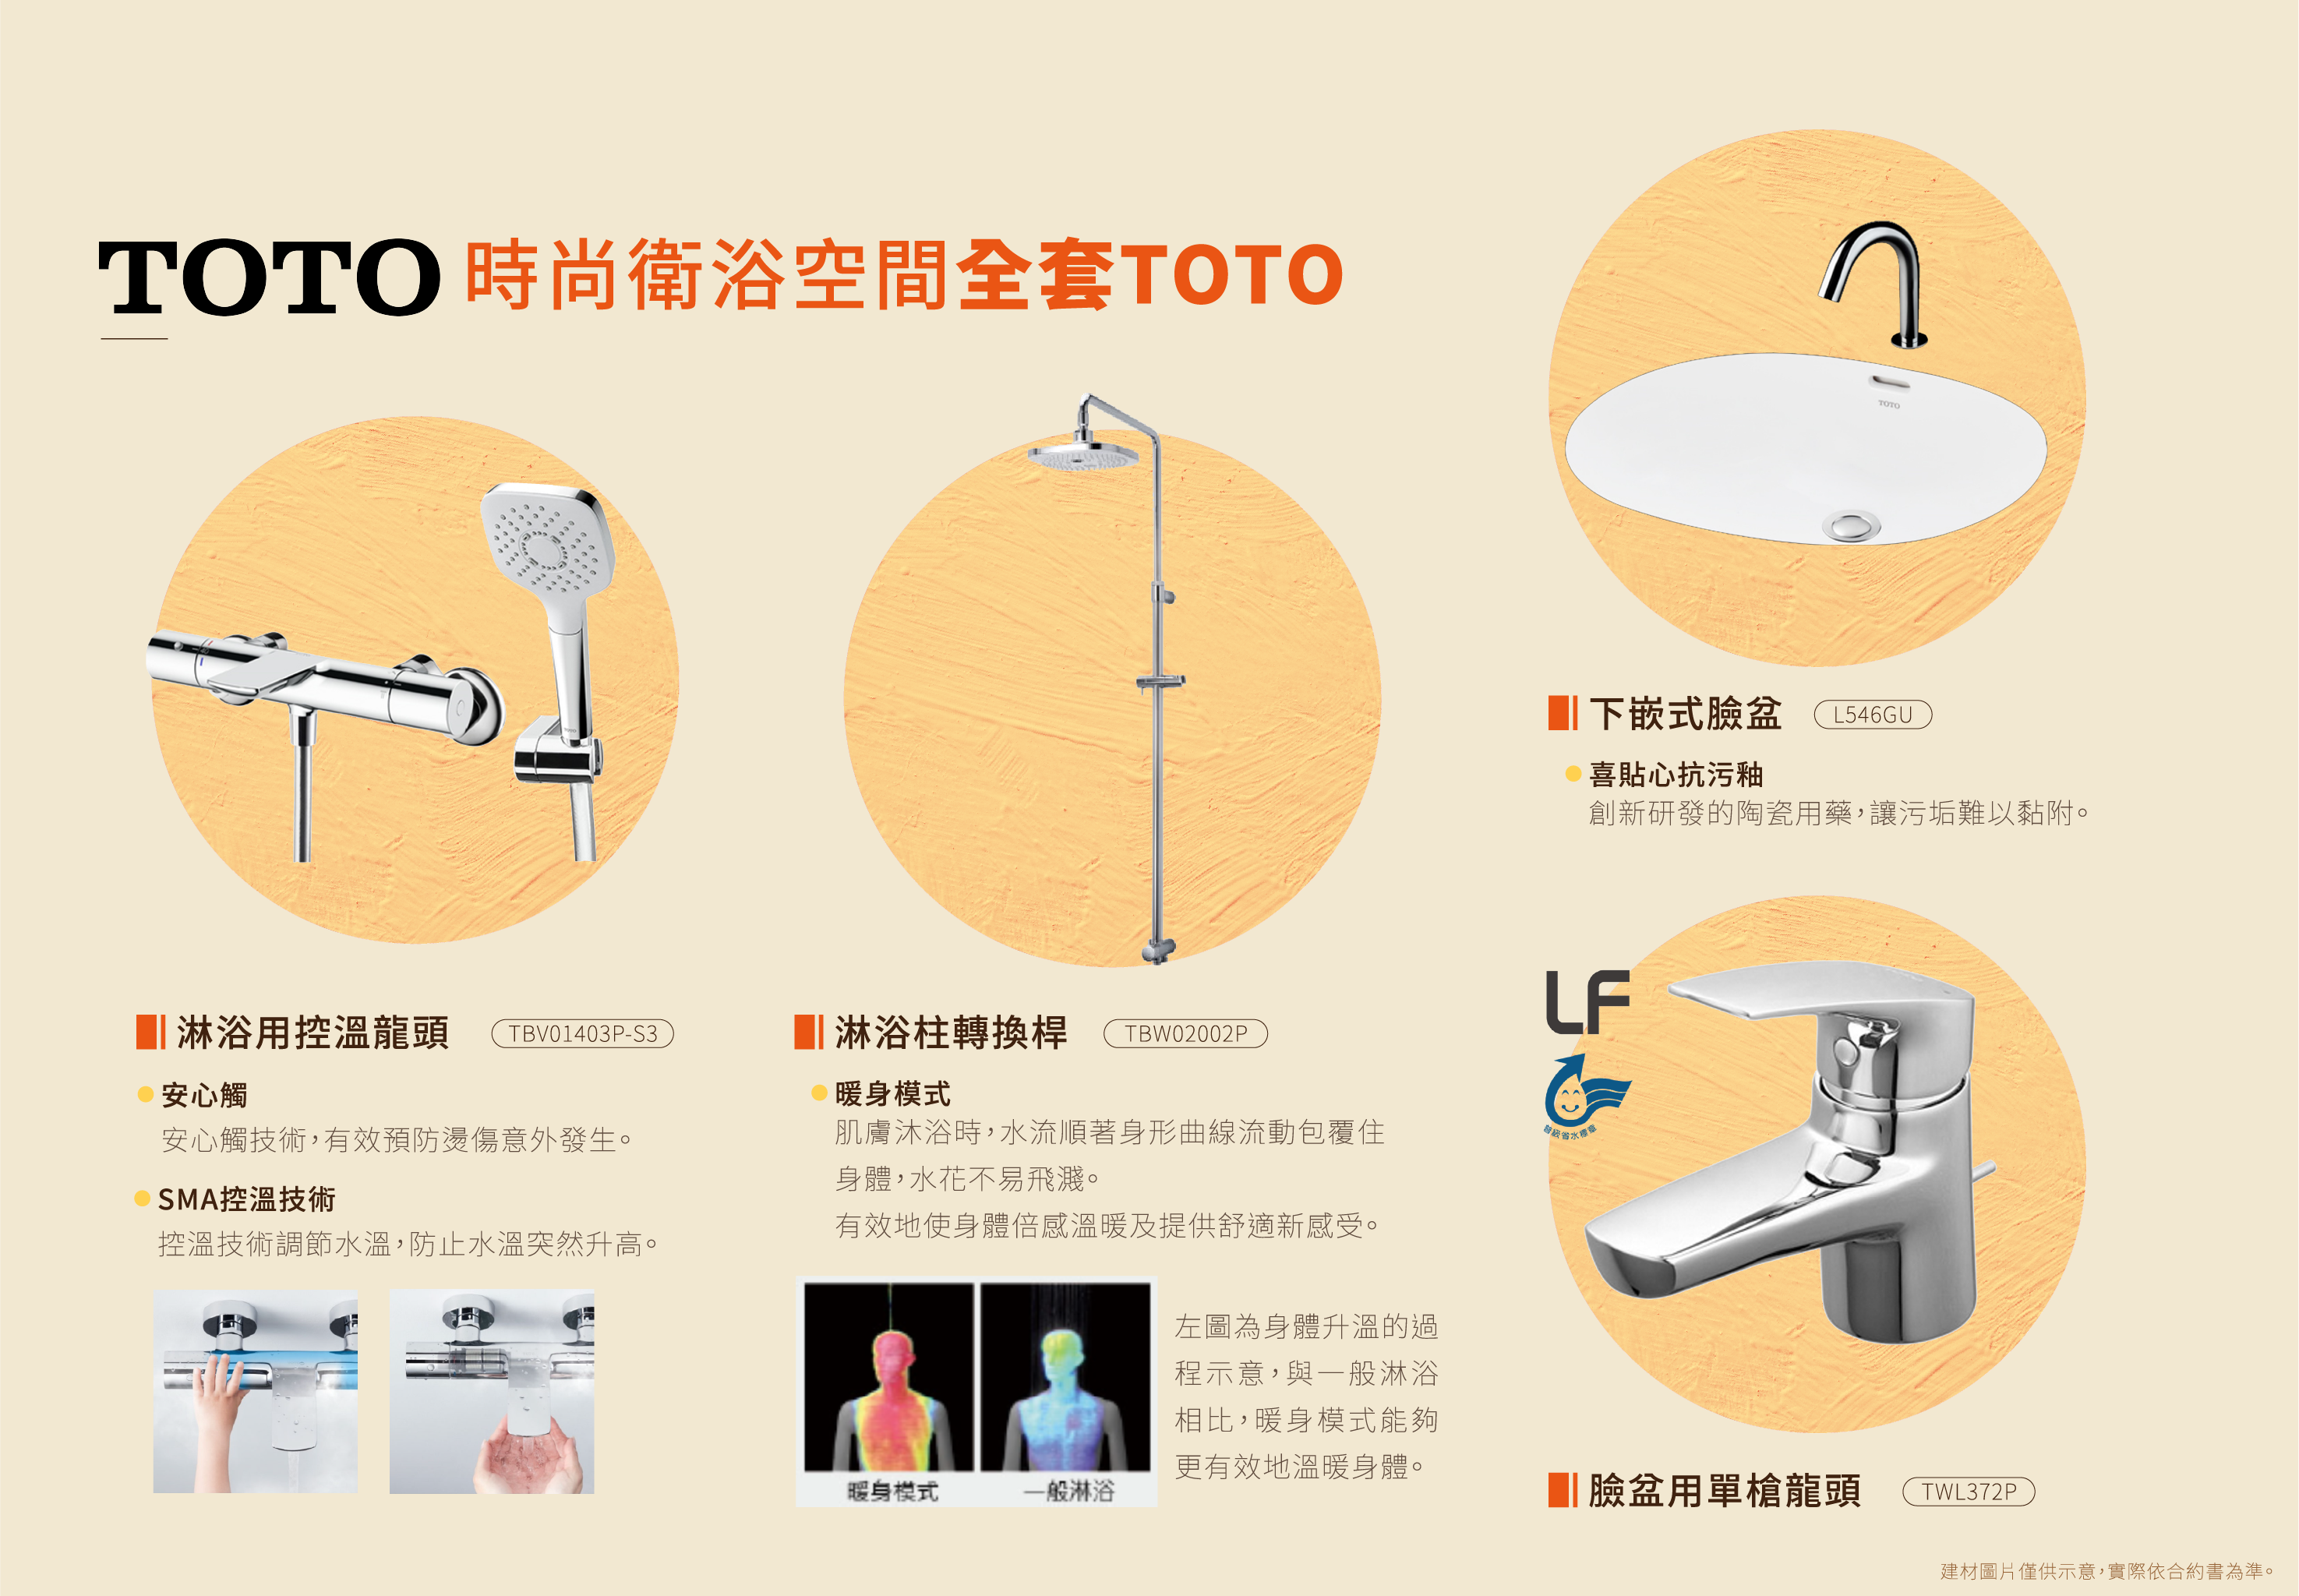 TOTO 時尚衛浴空間全套TOTO
淋浴用控溫龍頭 TBV01403P-S3
安心觸
安心觸技術,有效預防燙傷意外發生。
SMA控溫技術
控溫技術調節水溫,防止水溫突然升高。
淋浴柱轉換桿 TBW02002P
暖身模式
肌膚沐浴時,水流順著身形曲線流動包覆住
身體,水花不易飛濺。
有效地使身體倍感溫暖及提供舒適新感受。
暖身模式
一般淋浴
左圖為身體升溫的過
程示意,與一般淋浴
相比,暖身模式能夠
更有效地溫暖身體。
TOTO
下嵌式臉盆 L546GU
喜貼心抗污釉
創新研發的陶瓷用藥,讓污垢難以黏附。
LF
普級省水標章
臉盆用單槍龍頭 TWL372P
建材圖片僅供示意,實際依合約書為準。